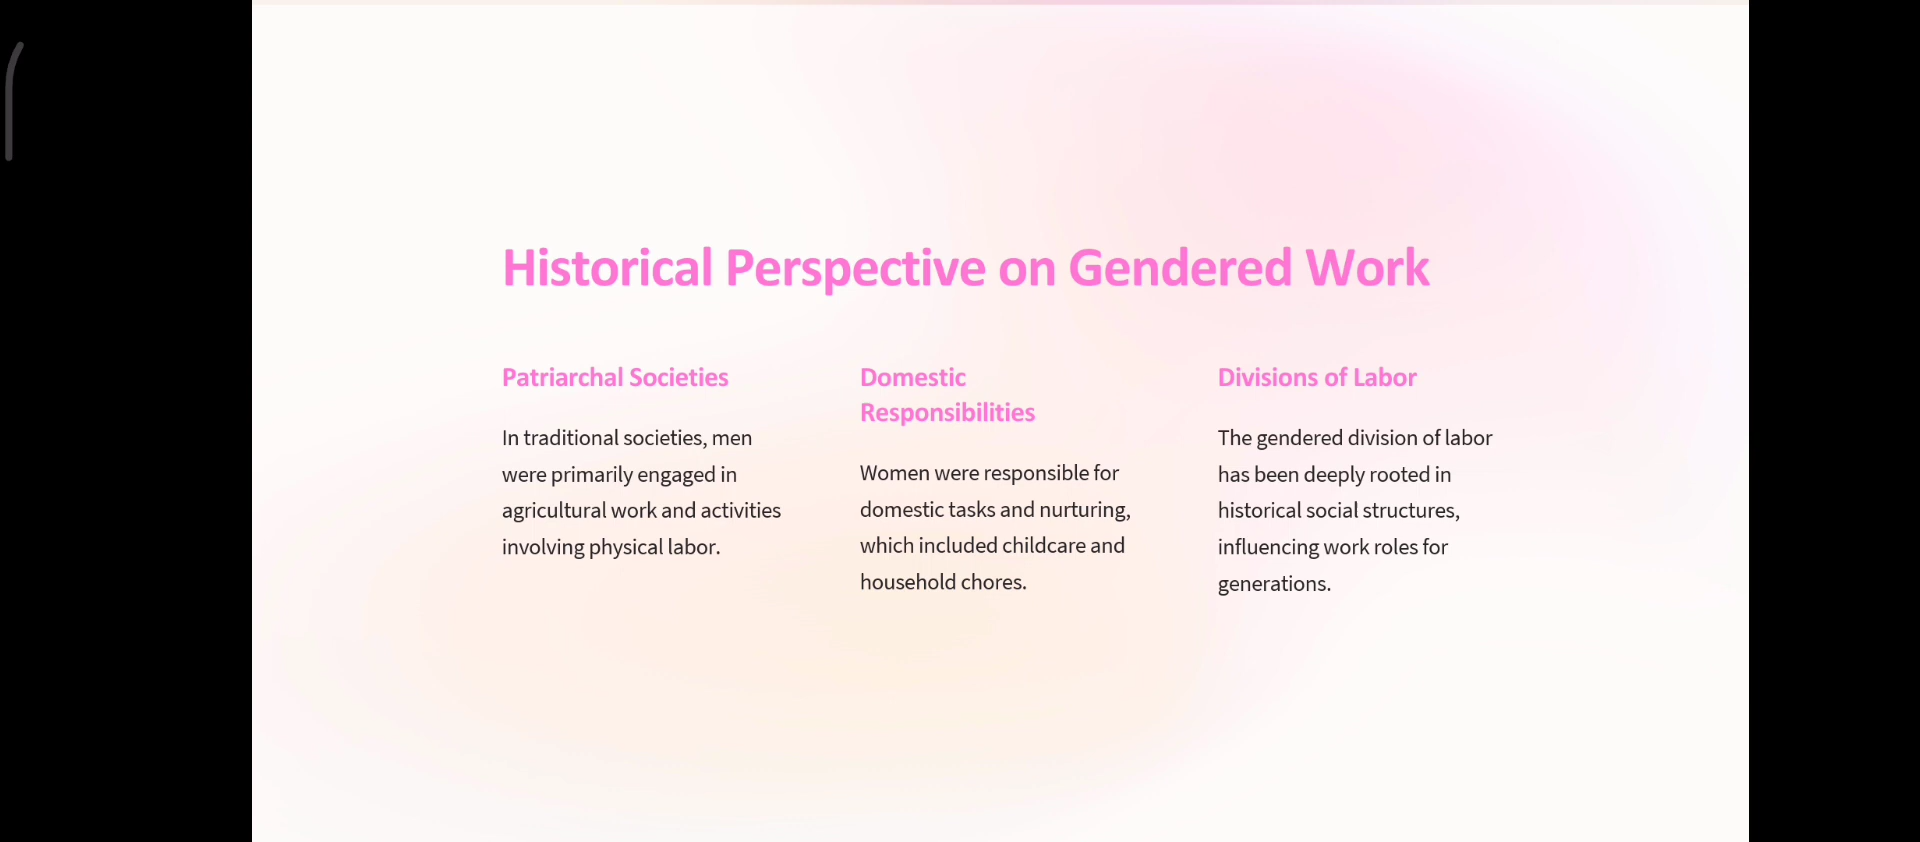 Historical Perspective on Gendered Work
Patriarchal Societies
In traditional societies, men
were primarily engaged in
agricultural work and activities
involving physical labor.
Domestic
Responsibilities
Women were responsible for
domestic tasks and nurturing,
which included childcare and
household chores.
Divisions of Labor
The gendered division of labor
has been deeply rooted in
historical social structures,
influencing work roles for
generations.